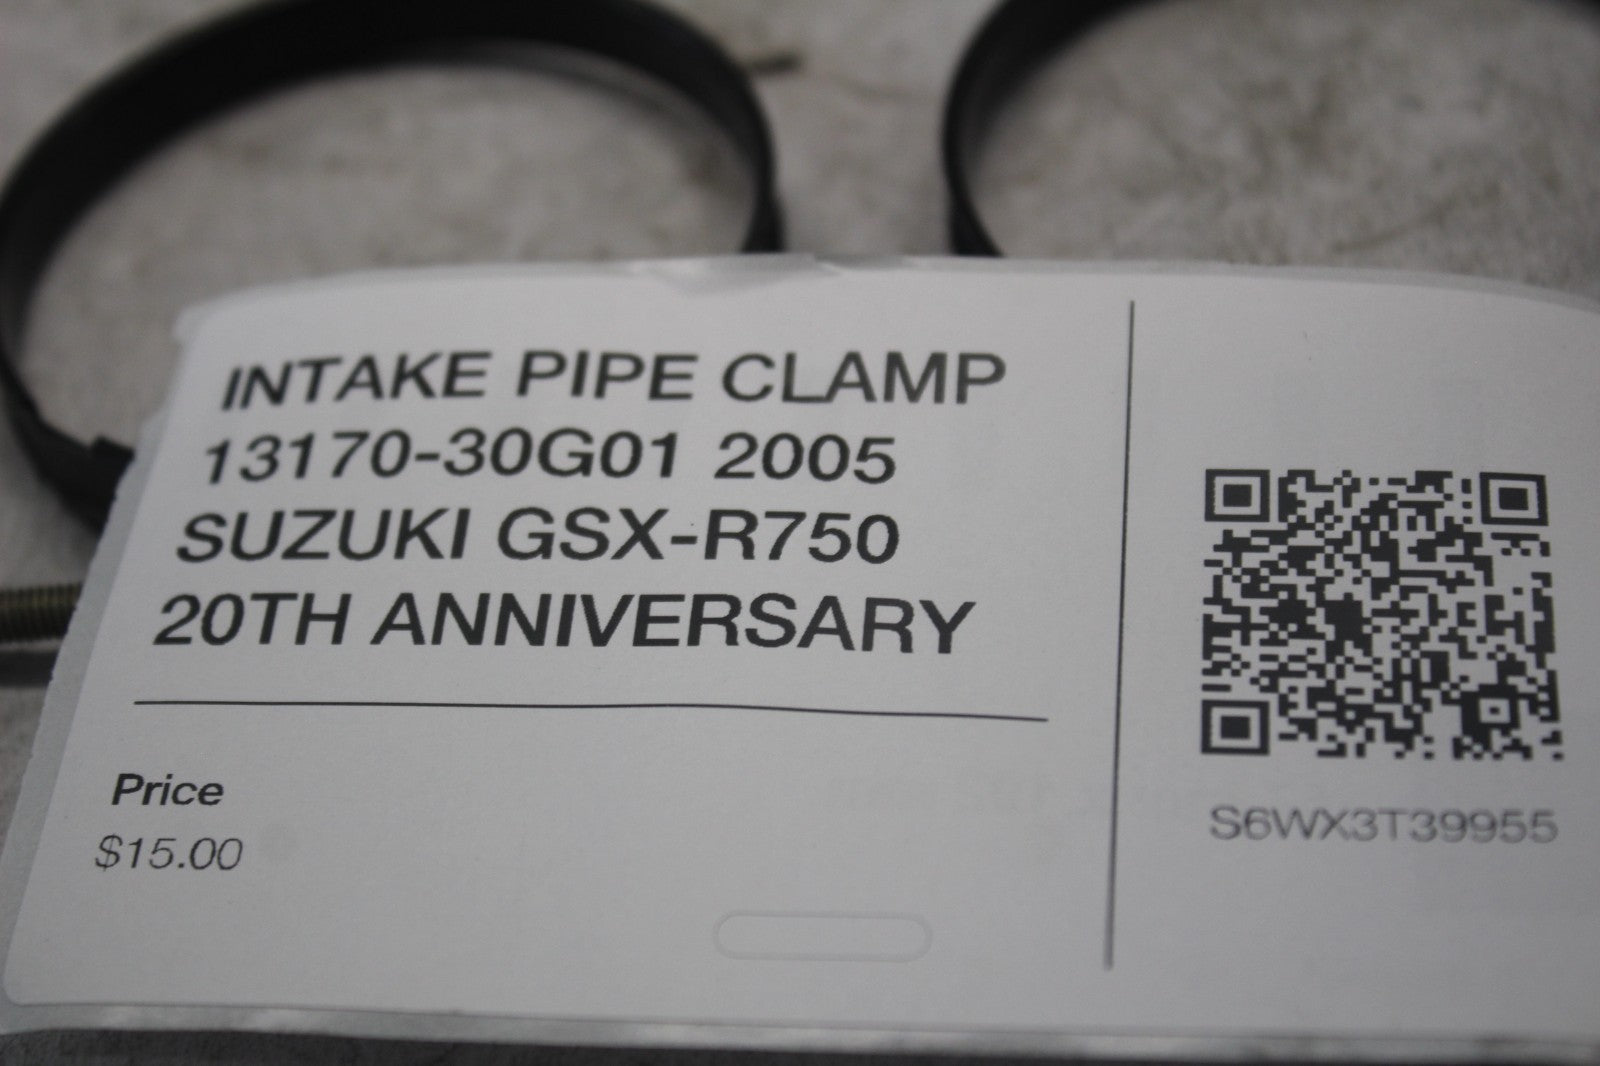 INTAKE PIPE CLAMP
13170-30G01 2005
SUZUKI GSX-R750
20TH ANNIVERSARY
Price
$15.00
S6WX3T39955